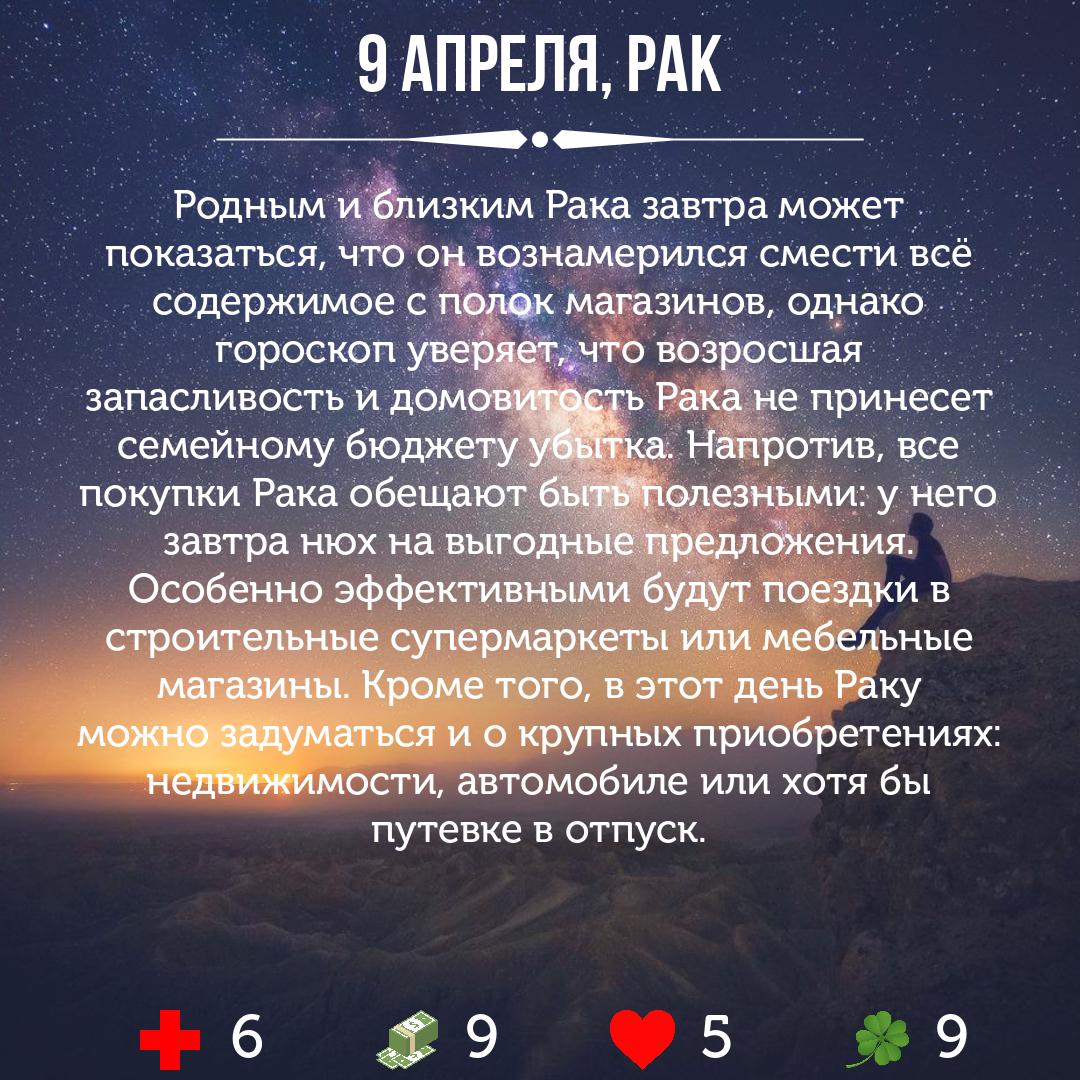 9 АПРЕЛЯ, РАК
Родным и близким Рака завтра может
показаться, что он вознамерился смести всё
содержимое с полок магазинов, однако
гороскоп уверяет, что возросшая
запасливость и домовитость Рака не принесет
семейному бюджету убытка. Напротив, все
покупки Рака обещают быть полезными: у него
завтра нюх на выгодные предложения.
Особенно эффективными будут поездки в
строительные супермаркеты или мебельные
магазины. Кроме того, в этот день Раку
можно задуматься и о крупных приобретениях:
недвижимости, автомобиле или хотя бы
путевке в отпуск.
6 9 5 9